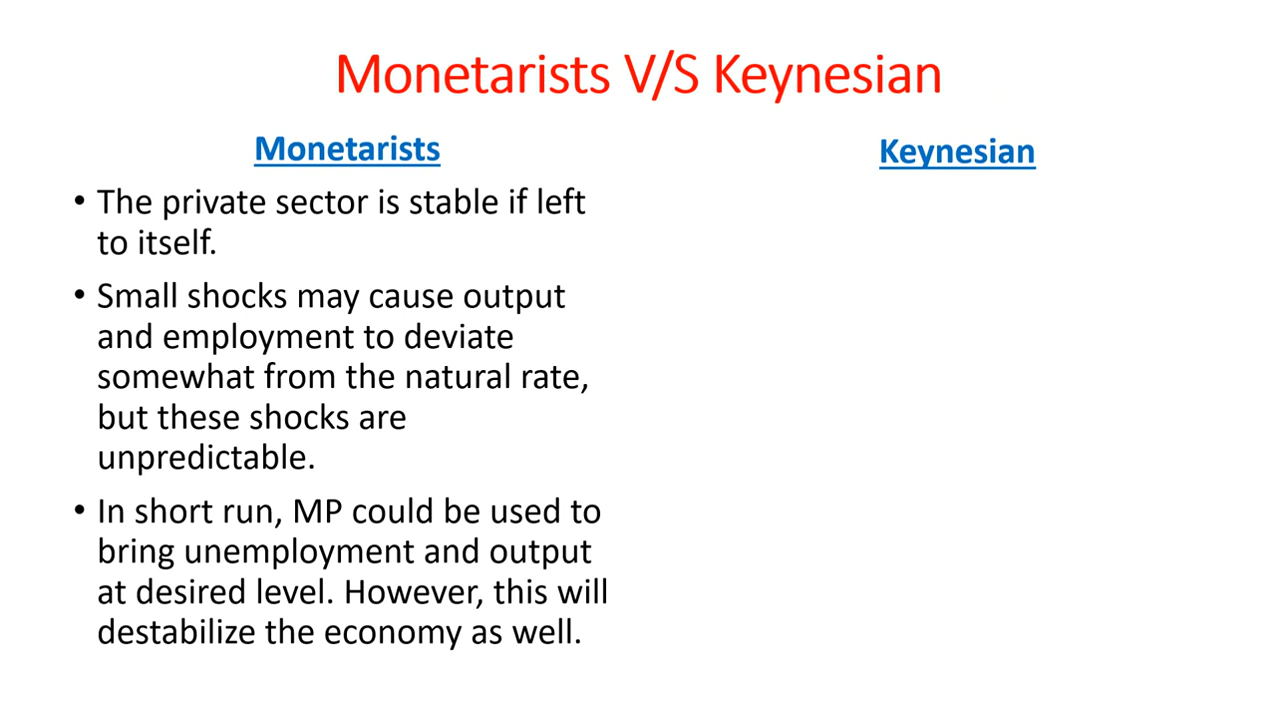 Monetarists V/S Keynesian
Monetarists
• The private sector is stable if left
to itself.
• Small shocks may cause output
and employment to deviate
somewhat from the natural rate,
but these shocks are
unpredictable.
• In short run, MP could be used to
bring unemployment and output
at desired level. However, this will
destabilize the economy as well.
Keynesian